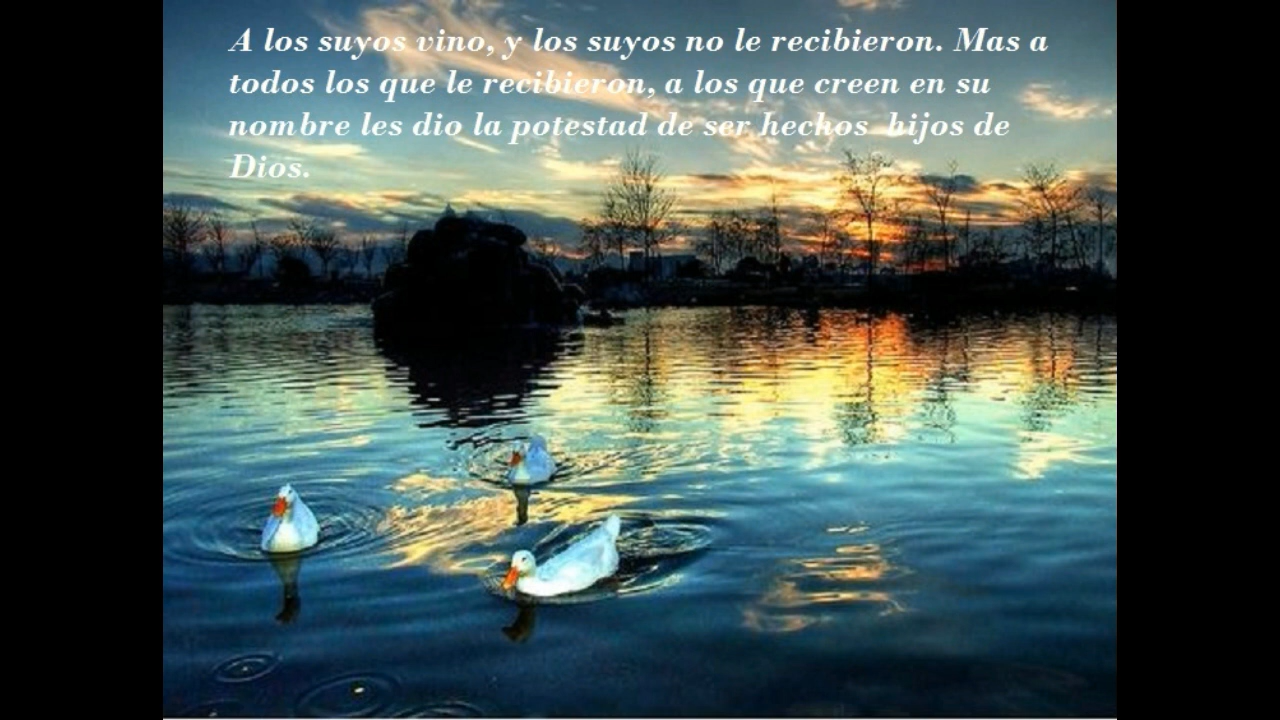 A los suyos vino, y los suyos no le recibieron. Mas a
todos los que le recibieron, a los que creen en su
nombre les dio la potestad de ser hechos  hijos de
Dios.